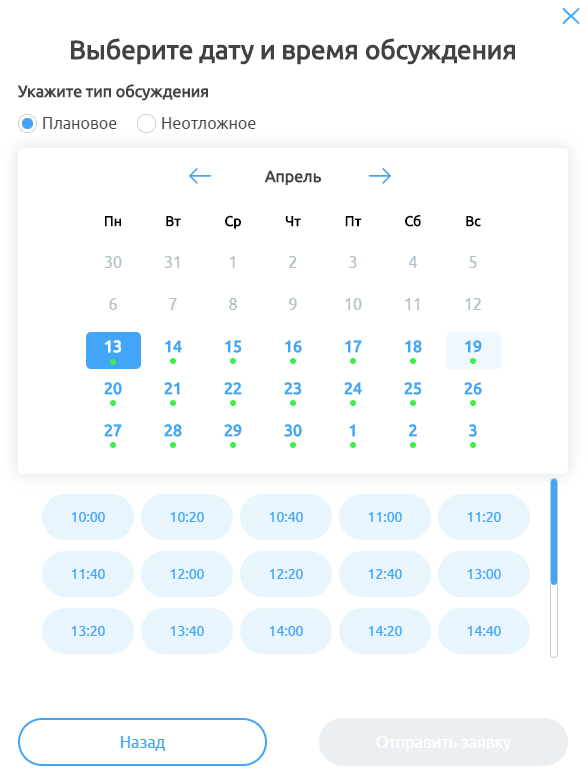 Выберите дату и время обсуждения
Укажите тип обсуждения
Плановое Неотложное
Апрель
Пн Вт Ср Чт Пт Сб Вс
30 31 1 2 3 4 5
6 7 8 9 10 11 12
13 14 15 16 17 18 19
20 21 22 23 24 25 26
27 28 29 30 1 2 3
10:00 10:20 10:40 11:00 11:20
11:40 12:00 12:20 12:40 13:00
13:20 13:40 14:00 14:20 14:40
Назад Отправить заявку